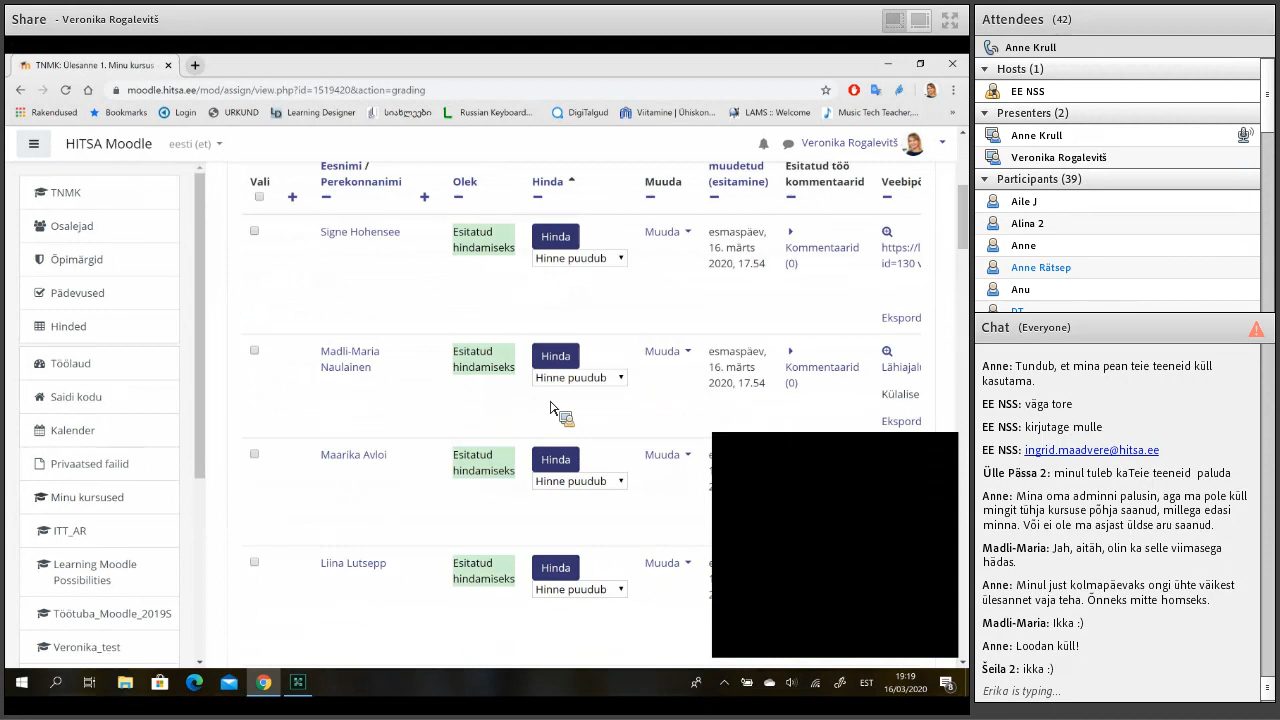 Share - Veronika Rogalevitš
TNMK: Ülesanne 1. Minu kursus
moodle.hitsa.ee/mod/assign/view.php?id=1519420&action=grading
Rakendused Bookmarks Login URKUND Learning Designer სახელები Russian Keyboard... DigiTalgud Viitamine / Ühiskon... LAMS :: Welcome Music Tech Teacher,... »
HITSA Moodle eesti (et) Veronika Rogalevitš
TNMK
Osalejad
Õpimärgid
Pädevused
Hinded
Töölaud
Saidi kodu
Kalender
Privaatsed failid
Minu kursused
ITT_AR
Learning Moodle
Possibilities
Töötuba_Moodle_2019S
Veronika_test
Eesnimi / muudetud Esitatud töö
Vali Perekonnanimi Olek Hinda Muuda (esitamine) kommentaarid Veebipo
Signe Hohensee Esitatud Hinda Muuda esmaspäev,
hindamiseks Hinne puudub 16. märts Kommentaarid https://l
2020, 17.54 (0) id=130 v
Ekspord
Madli-Maria Esitatud Hinda Muuda esmaspäev,
Naulainen hindamiseks Hinne puudub 16. märts Kommentaarid Lähiajalu
2020, 17.54 (0) Külalise
Ekspord
Maarika Avloi Esitatud Hinda Muuda
hindamiseks Hinne puudub
Liina Lutsepp Esitatud Hinda Muuda
hindamiseks Hinne puudub
EST 19:19
16/03/2020
8
Attendees (42)
Anne Krull
Hosts (1)
EE NSS
Presenters (2)
Anne Krull
Veronika Rogalevitš
Participants (39)
Aile J
Alina 2
Anne
Anne Rätsep
Anu
DT
Chat (Everyone)
Anne: Tundub, et mina pean teie teeneid küll
kasutama.
EE NSS: väga tore
EE NSS: kirjutage mulle
EE NSS: ingrid.maadvere@hitsa.ee
Ülle Pässa 2: minul tuleb kaTeie teeneid paluda
Anne: Mina oma adminni palusin, aga ma pole küll
mingit tühja kursuse põhja saanud, millega edasi
minna. Või ei ole ma asjast üldse aru saanud.
Madli-Maria: Jah, aitäh, olin ka selle viimasega
hädas.
Anne: Minul just kolmapäevaks ongi ühte väikest
ülesannet vaja teha. Õnneks mitte homseks.
Madli-Maria: Ikka :)
Anne: Loodan küll!
Šeila 2: ikka :)
Erika is typing...